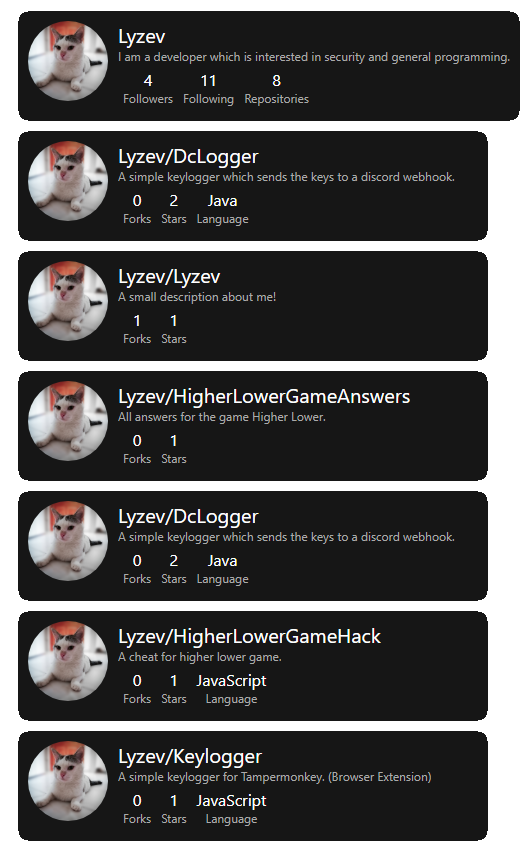 Lyzev
I am a developer which is interested in security and general programming.
4 11 8
Followers Following Repositories
Lyzev/DcLogger
A simple keylogger which sends the keys to a discord webhook.
0 2 Java
Forks Stars Language
Lyzev/Lyzev
A small description about me!
1 1
Forks Stars
Lyzev/HigherLowerGameAnswers
All answers for the game Higher Lower.
0 1
Forks Stars
Lyzev/DcLogger
A simple keylogger which sends the keys to a discord webhook.
0 2 Java
Forks Stars Language
Lyzev/HigherLowerGameHack
A cheat for higher lower game.
0 1 JavaScript
Forks Stars Language
Lyzev/Keylogger
A simple keylogger for Tampermonkey. (Browser Extension)
0 1 JavaScript
Forks Stars Language